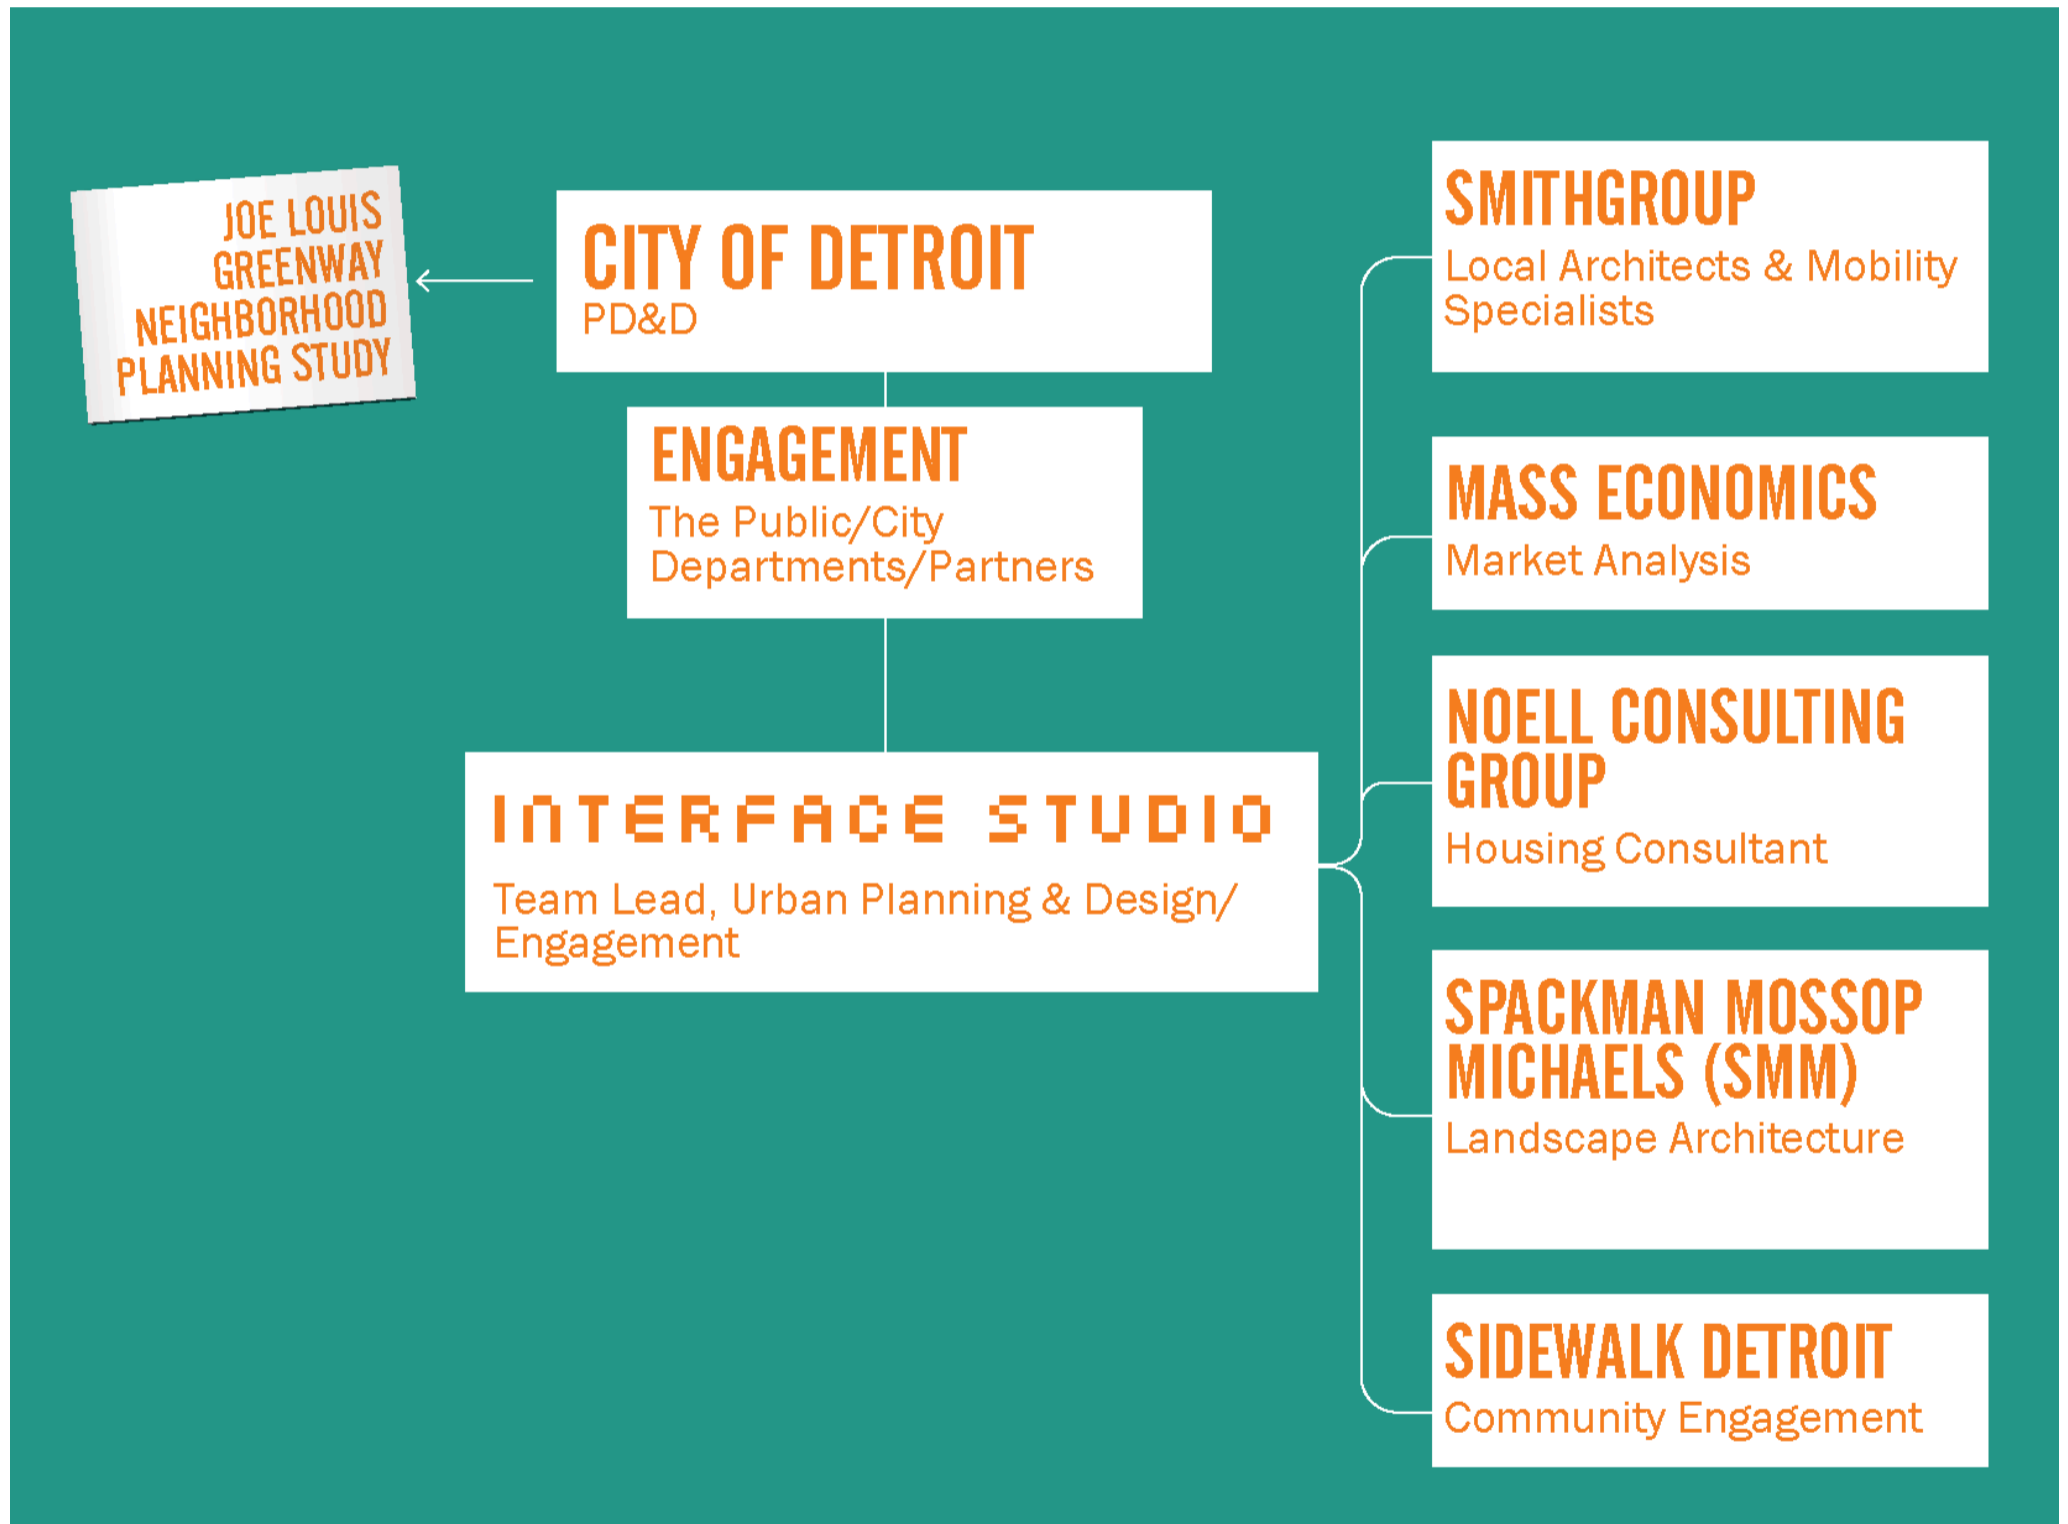 JOE LOUIS
GREENWAY
NEIGHBORHOOD
PLANNING STUDY
CITY OF DETROIT
PD&D
ENGAGEMENT
The Public/City
Departments/Partners
INTERFACE STUDIO
Team Lead, Urban Planning & Design/
Engagement
SMITHGROUP
Local Architects & Mobility
Specialists
MASS ECONOMICS
Market Analysis
NOELL CONSULTING
GROUP
Housing Consultant
SPACKMAN MOSSOP
MICHAELS (SMM)
Landscape Architecture
SIDEWALK DETROIT
Community Engagement